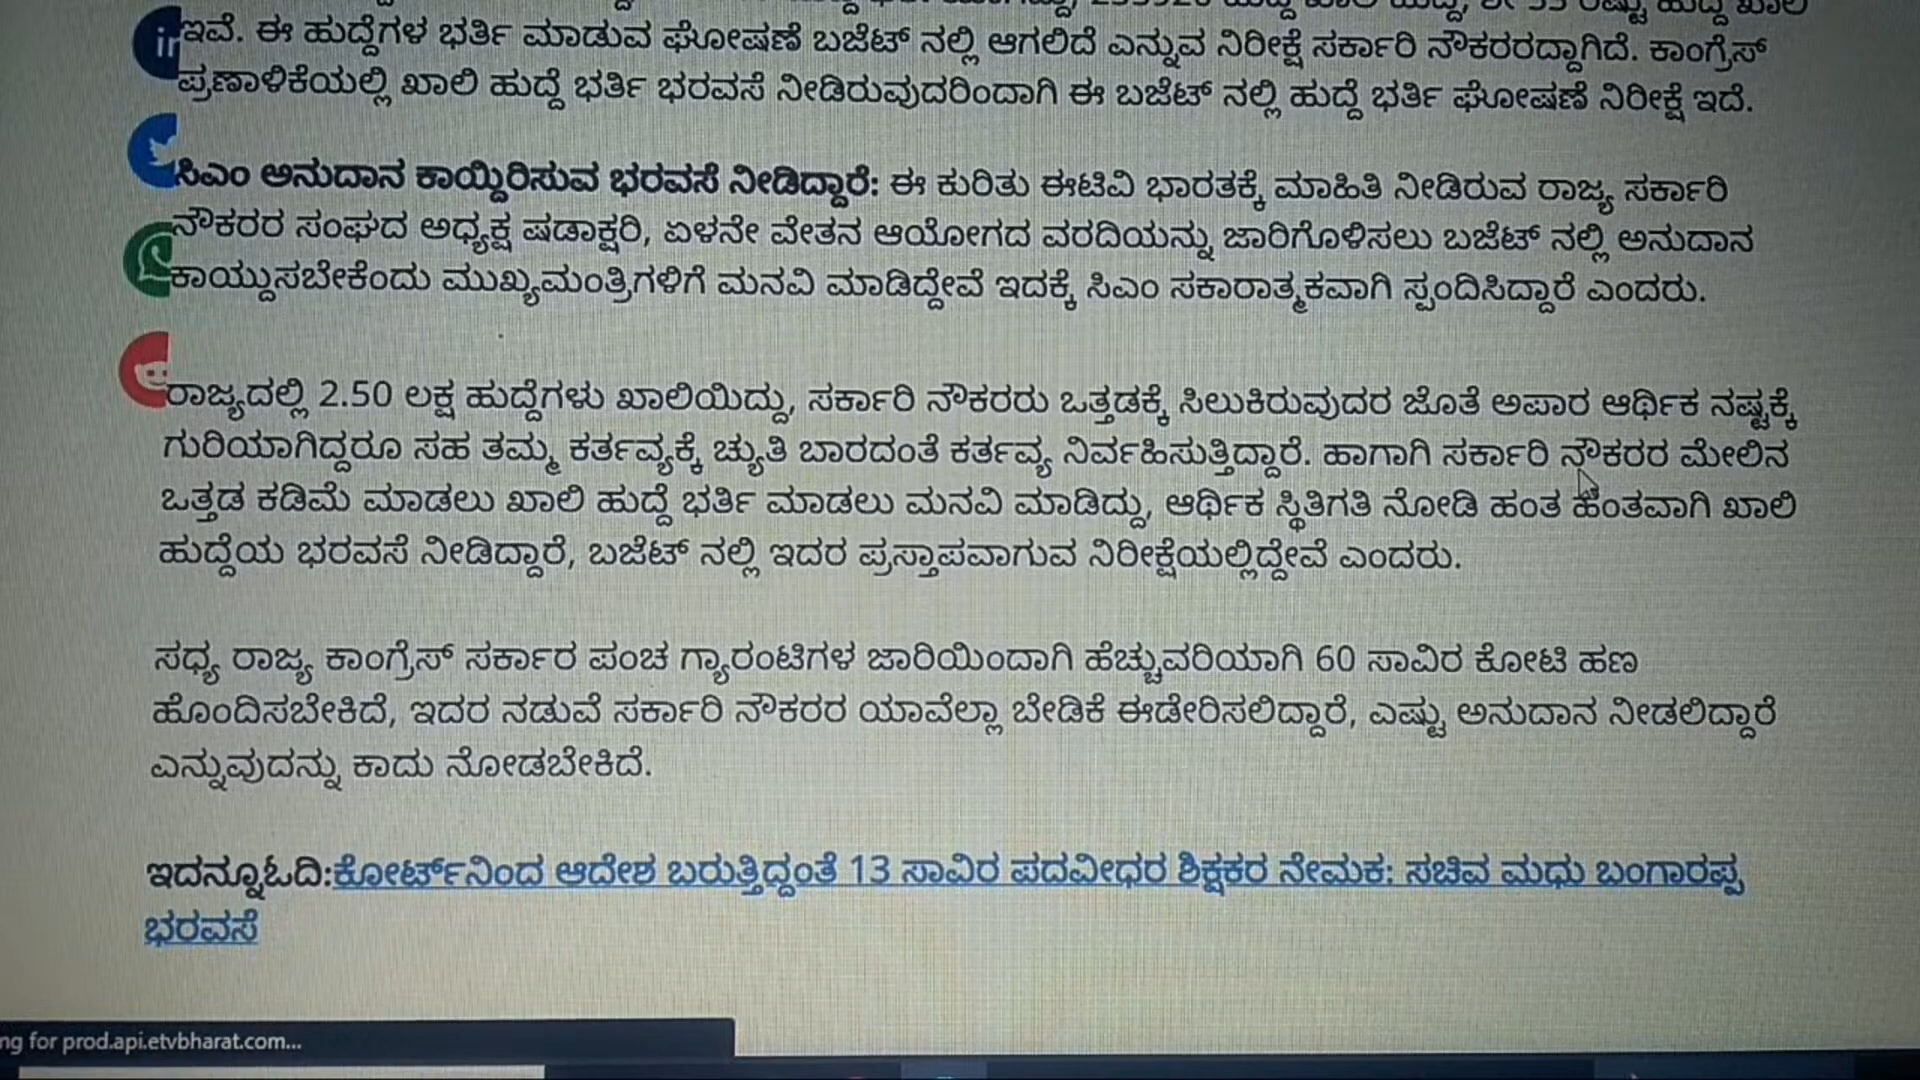 ಇವೆ. ಈ ಹುದ್ದೆಗಳ ಭರ್ತಿ ಮಾಡುವ ಘೋಷಣೆ ಬಜೆಟ್ ನಲ್ಲಿ ಆಗಲಿದೆ ಎನ್ನುವ ನಿರೀಕ್ಷೆ ಸರ್ಕಾರಿ ನೌಕರರದ್ದಾಗಿದೆ. ಕಾಂಗ್ರೆಸ್
ಪ್ರಣಾಳಿಕೆಯಲ್ಲಿ ಖಾಲಿ ಹುದ್ದೆ ಭರ್ತಿ ಭರವಸೆ ನೀಡಿರುವುದರಿಂದಾಗಿ ಈ ಬಜೆಟ್ ನಲ್ಲಿ ಹುದ್ದೆ ಭರ್ತಿ ಘೋಷಣೆ ನಿರೀಕ್ಷೆ ಇದೆ.
ಸಿಎಂ ಅನುದಾನ ಕಾಯ್ದಿರಿಸುವ ಭರವಸೆ ನೀಡಿದ್ದಾರೆ: ಈ ಕುರಿತು ಈಟಿವಿ ಭಾರತಕ್ಕೆ ಮಾಹಿತಿ ನೀಡಿರುವ ರಾಜ್ಯ ಸರ್ಕಾರಿ
ನೌಕರರ ಸಂಘದ ಅಧ್ಯಕ್ಷ ಷಡಾಕ್ಷರಿ, ಏಳನೇ ವೇತನ ಆಯೋಗದ ವರದಿಯನ್ನು ಜಾರಿಗೊಳಿಸಲು ಬಜೆಟ್ ನಲ್ಲಿ ಅನುದಾನ
ಕಾಯ್ದುಸಬೇಕೆಂದು ಮುಖ್ಯಮಂತ್ರಿಗಳಿಗೆ ಮನವಿ ಮಾಡಿದ್ದೇವೆ ಇದಕ್ಕೆ ಸಿಎಂ ಸಕಾರಾತ್ಮಕವಾಗಿ ಸ್ಪಂದಿಸಿದ್ದಾರೆ ಎಂದರು.
ರಾಜ್ಯದಲ್ಲಿ 2.50 ಲಕ್ಷ ಹುದ್ದೆಗಳು ಖಾಲಿಯಿದ್ದು, ಸರ್ಕಾರಿ ನೌಕರರು ಒತ್ತಡಕ್ಕೆ ಸಿಲುಕಿರುವುದರ ಜೊತೆ ಅಪಾರ ಆರ್ಥಿಕ ನಷ್ಟಕ್ಕೆ
ಗುರಿಯಾಗಿದ್ದರೂ ಸಹ ತಮ್ಮ ಕರ್ತವ್ಯಕ್ಕೆ ಚ್ಯುತಿ ಬಾರದಂತೆ ಕರ್ತವ್ಯ ನಿರ್ವಹಿಸುತ್ತಿದ್ದಾರೆ. ಹಾಗಾಗಿ ಸರ್ಕಾರಿ ನೌಕರರ ಮೇಲಿನ
ಒತ್ತಡ ಕಡಿಮೆ ಮಾಡಲು ಖಾಲಿ ಹುದ್ದೆ ಭರ್ತಿ ಮಾಡಲು ಮನವಿ ಮಾಡಿದ್ದು, ಆರ್ಥಿಕ ಸ್ಥಿತಿಗತಿ ನೋಡಿ ಹಂತ ಹಂತವಾಗಿ ಖಾಲಿ
ಹುದ್ದೆಯ ಭರವಸೆ ನೀಡಿದ್ದಾರೆ, ಬಜೆಟ್ ನಲ್ಲಿ ಇದರ ಪ್ರಸ್ತಾಪವಾಗುವ ನಿರೀಕ್ಷೆಯಲ್ಲಿದ್ದೇವೆ ಎಂದರು.
ಸಧ್ಯ ರಾಜ್ಯ ಕಾಂಗ್ರೆಸ್ ಸರ್ಕಾರ ಪಂಚ ಗ್ಯಾರಂಟಿಗಳ ಜಾರಿಯಿಂದಾಗಿ ಹೆಚ್ಚುವರಿಯಾಗಿ 60 ಸಾವಿರ ಕೋಟಿ ಹಣ
ಹೊಂದಿಸಬೇಕಿದೆ, ಇದರ ನಡುವೆ ಸರ್ಕಾರಿ ನೌಕರರ ಯಾವೆಲ್ಲಾ ಬೇಡಿಕೆ ಈಡೇರಿಸಲಿದ್ದಾರೆ, ಎಷ್ಟು ಅನುದಾನ ನೀಡಲಿದ್ದಾರೆ
ಎನ್ನುವುದನ್ನು ಕಾದು ನೋಡಬೇಕಿದೆ.
ಇದನ್ನೂಓದಿ:ಕೋರ್ಟ್‌ನಿಂದ ಆದೇಶ ಬರುತ್ತಿದ್ದಂತೆ 13 ಸಾವಿರ ಪದವೀಧರ ಶಿಕ್ಷಕರ ನೇಮಕ: ಸಚಿವ ಮಧು ಬಂಗಾರಪ್ಪ
ಭರವಸೆ
ng for prod.api.etvbharat.com...